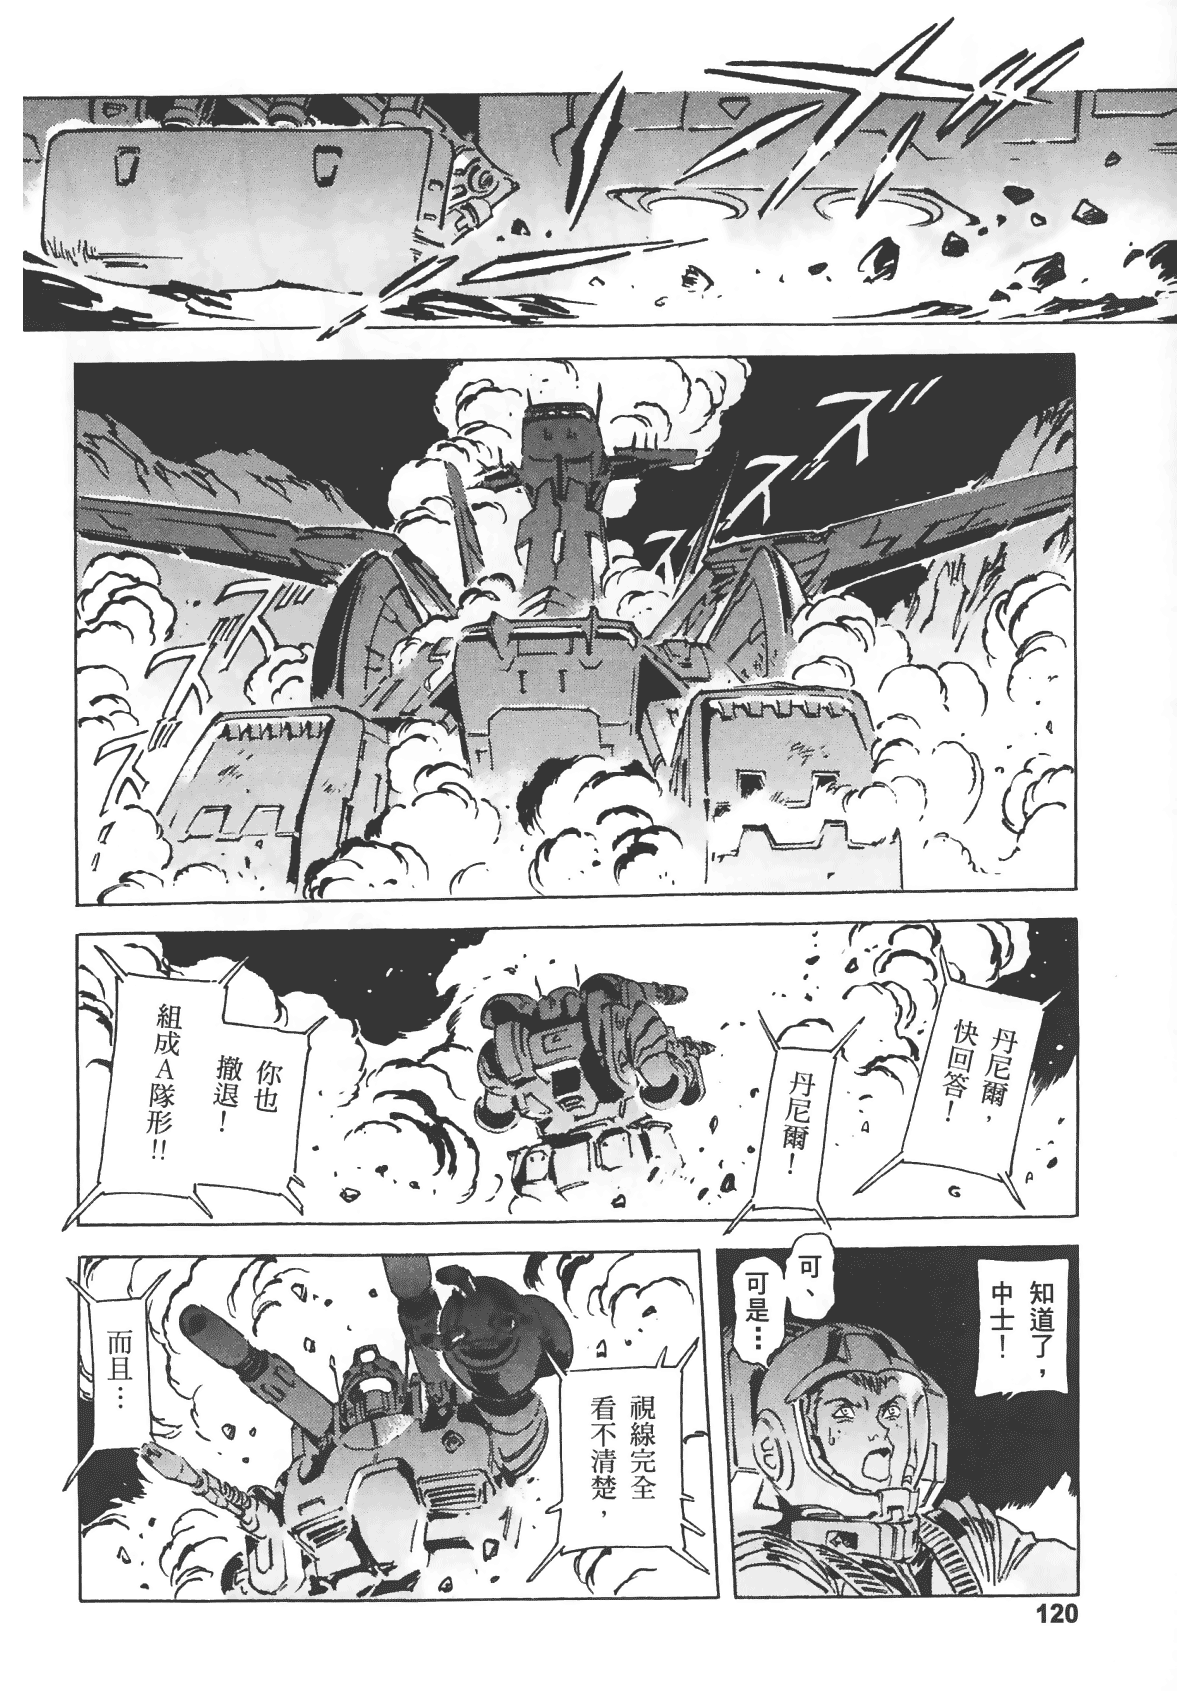 ズズ
ズズ
丹尼爾，
快回答！
丹尼爾！
你也
撤退！
組成A隊形!!
知道了，
中士！
可、
可是…
視線完全
看不清楚，
而且…
120